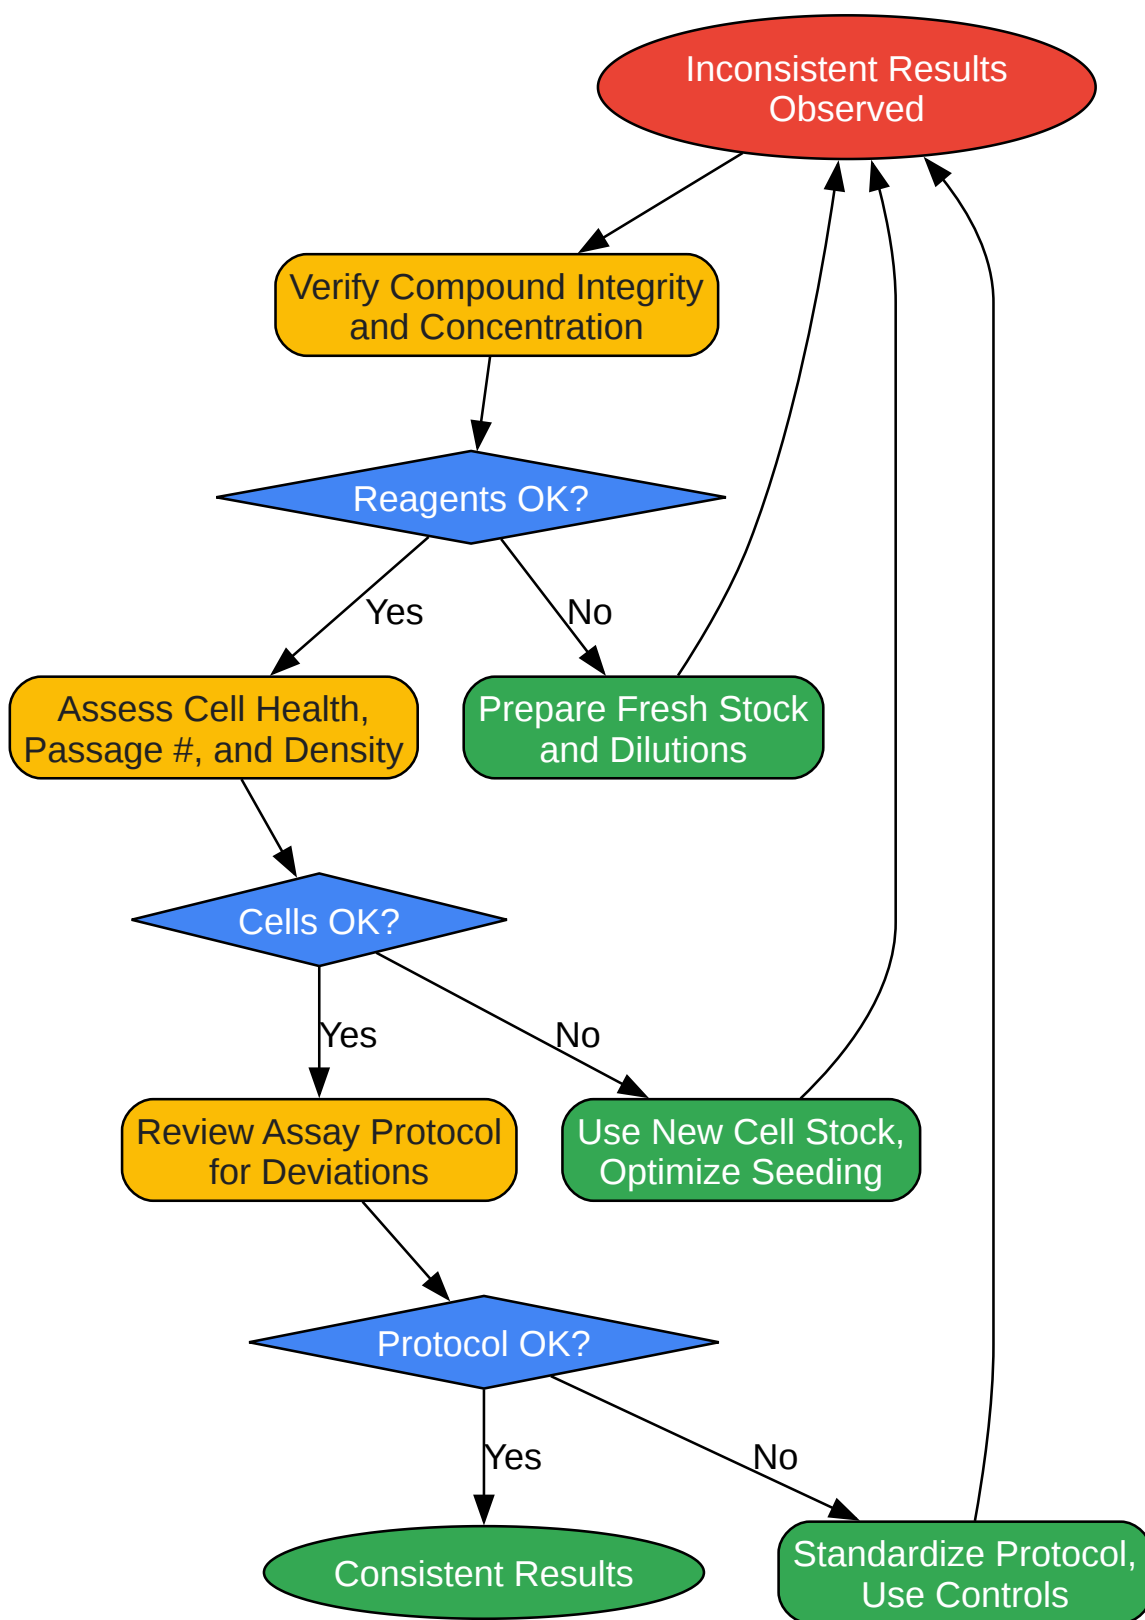 Inconsistent Results
Observed
Verify Compound Integrity
and Concentration
Reagents OK?
Yes
No
Assess Cell Health,
Passage #, and Density
Prepare Fresh Stock
and Dilutions
Cells OK?
Yes
No
Review Assay Protocol
for Deviations
Use New Cell Stock,
Optimize Seeding
Protocol OK?
Yes
No
Consistent Results
Standardize Protocol,
Use Controls